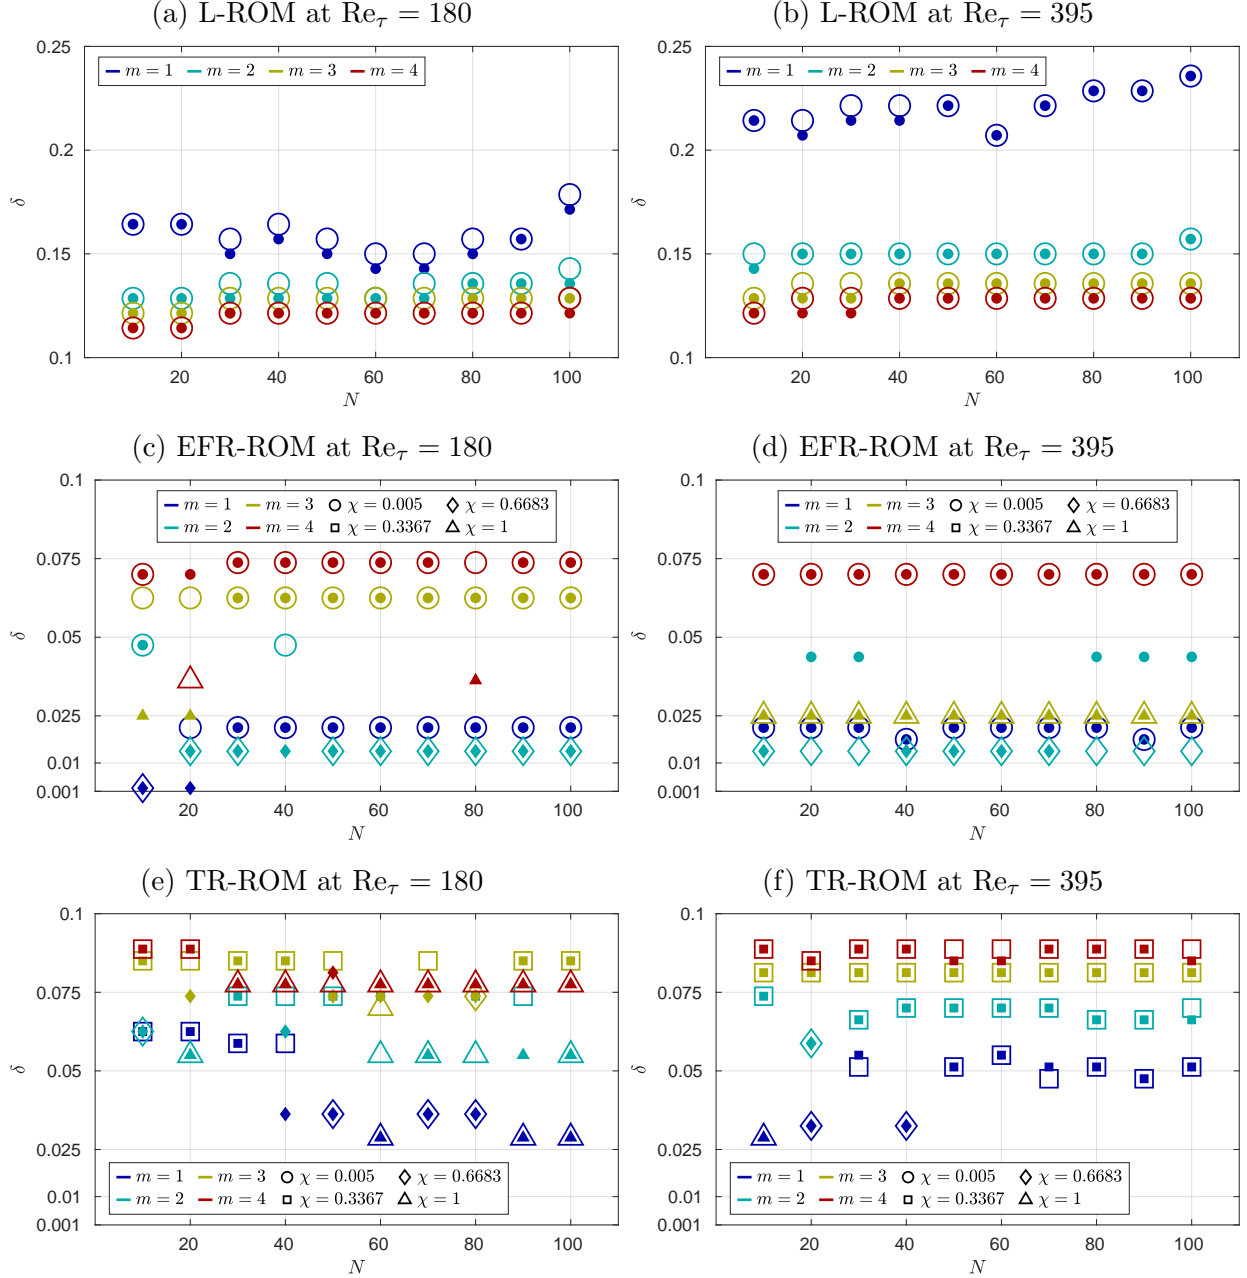 (a) L-ROM at Re_τ = 180
0.25
0.2
0.15
0.1
δ
m = 1 m = 2 m = 3 m = 4
20 40 60 80 100
N
(b) L-ROM at Re_τ = 395
0.25
0.2
0.15
0.1
δ
m = 1 m = 2 m = 3 m = 4
20 40 60 80 100
N
(c) EFR-ROM at Re_τ = 180
0.1
0.075
0.05
0.025
0.01
0.001
δ
m = 1 m = 3 χ = 0.005 χ = 0.6683
m = 2 m = 4 χ = 0.3367 χ = 1
20 40 60 80 100
N
(d) EFR-ROM at Re_τ = 395
0.1
0.075
0.05
0.025
0.01
0.001
δ
m = 1 m = 3 χ = 0.005 χ = 0.6683
m = 2 m = 4 χ = 0.3367 χ = 1
20 40 60 80 100
N
(e) TR-ROM at Re_τ = 180
0.1
0.075
0.05
0.025
0.01
0.001
δ
m = 1 m = 3 χ = 0.005 χ = 0.6683
m = 2 m = 4 χ = 0.3367 χ = 1
20 40 60 80 100
N
(f) TR-ROM at Re_τ = 395
0.1
0.075
0.05
0.025
0.01
0.001
δ
m = 1 m = 3 χ = 0.005 χ = 0.6683
m = 2 m = 4 χ = 0.3367 χ = 1
20 40 60 80 100
N